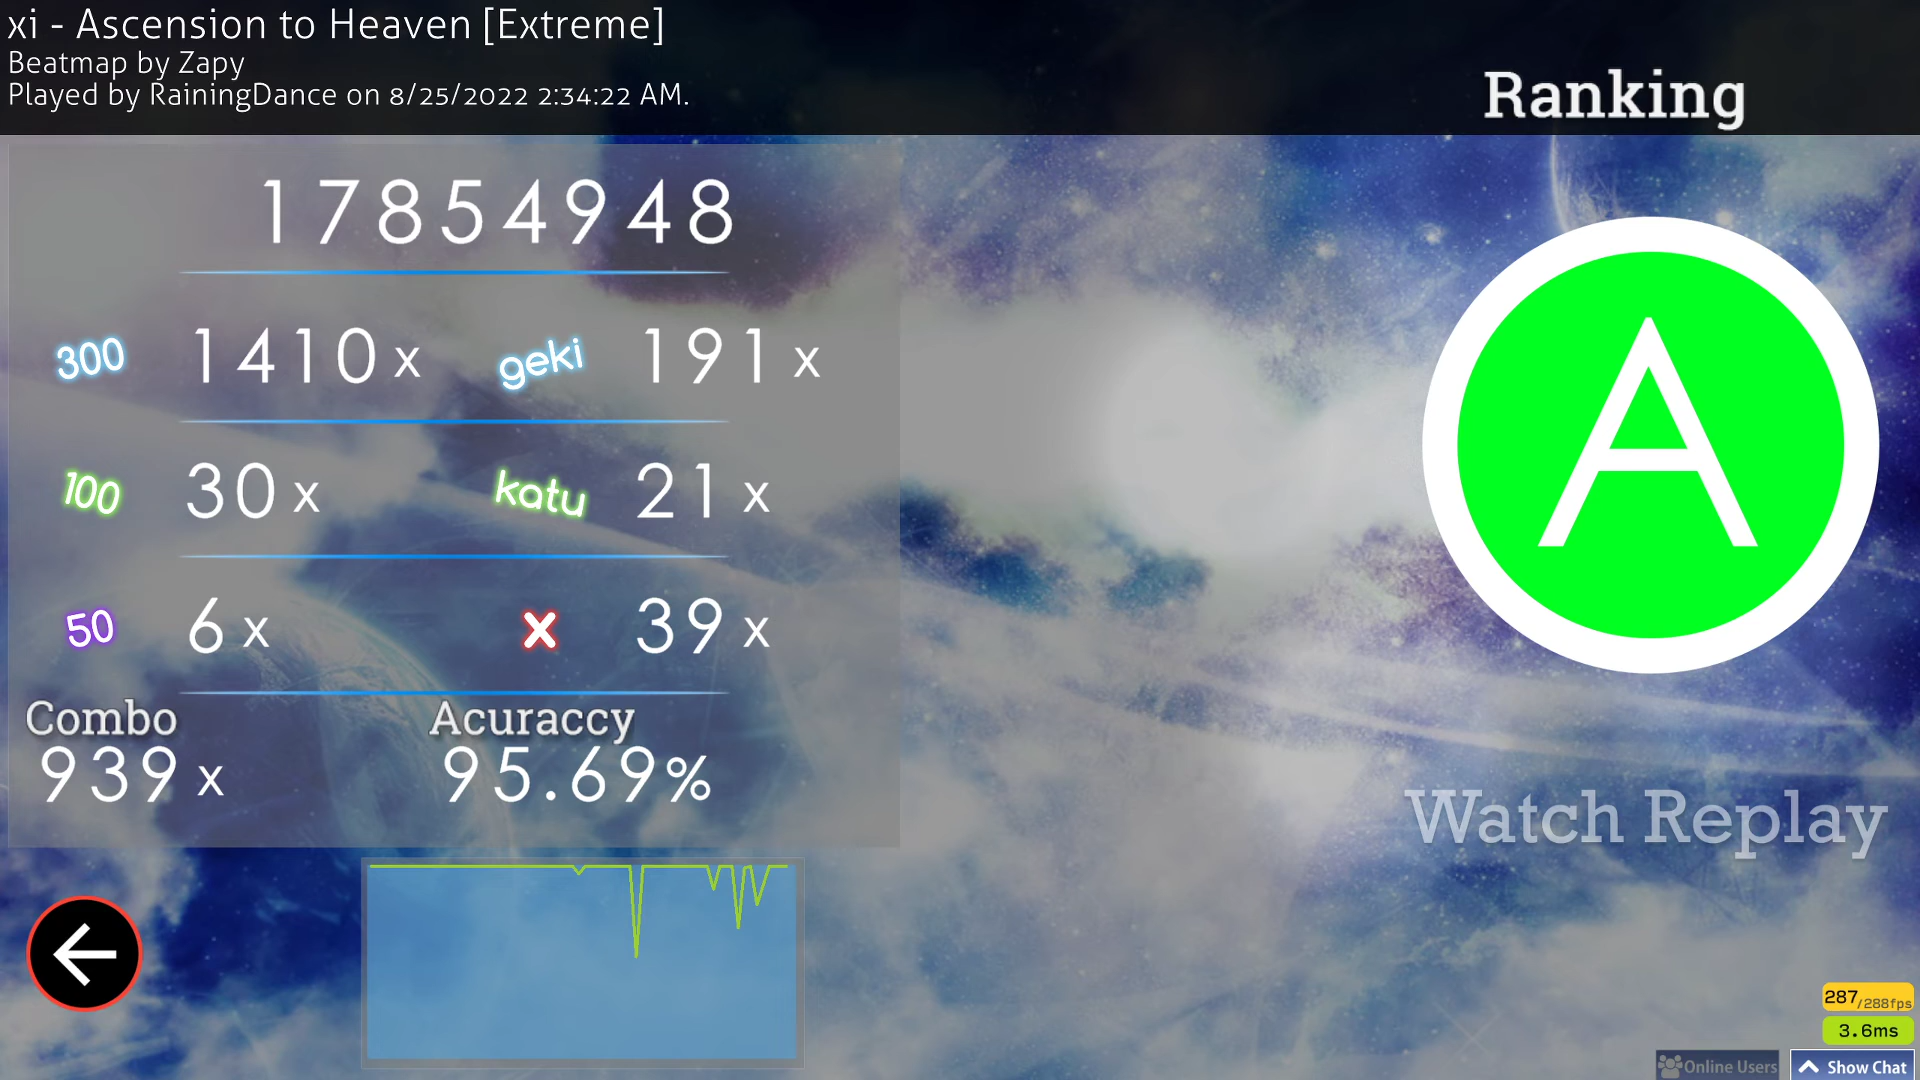 xi - Ascension to Heaven [Extreme]
Beatmap by Zapy
Played by RainingDance on 8/25/2022 2:34:22 AM.
Ranking
17854948
300 1410x geki 191x
100 30x katu 21x
50 6x X 39x
Combo Acuraccy
939x 95.69%
A
Watch Replay
287/288fps
3.6ms
Online Users Show Chat